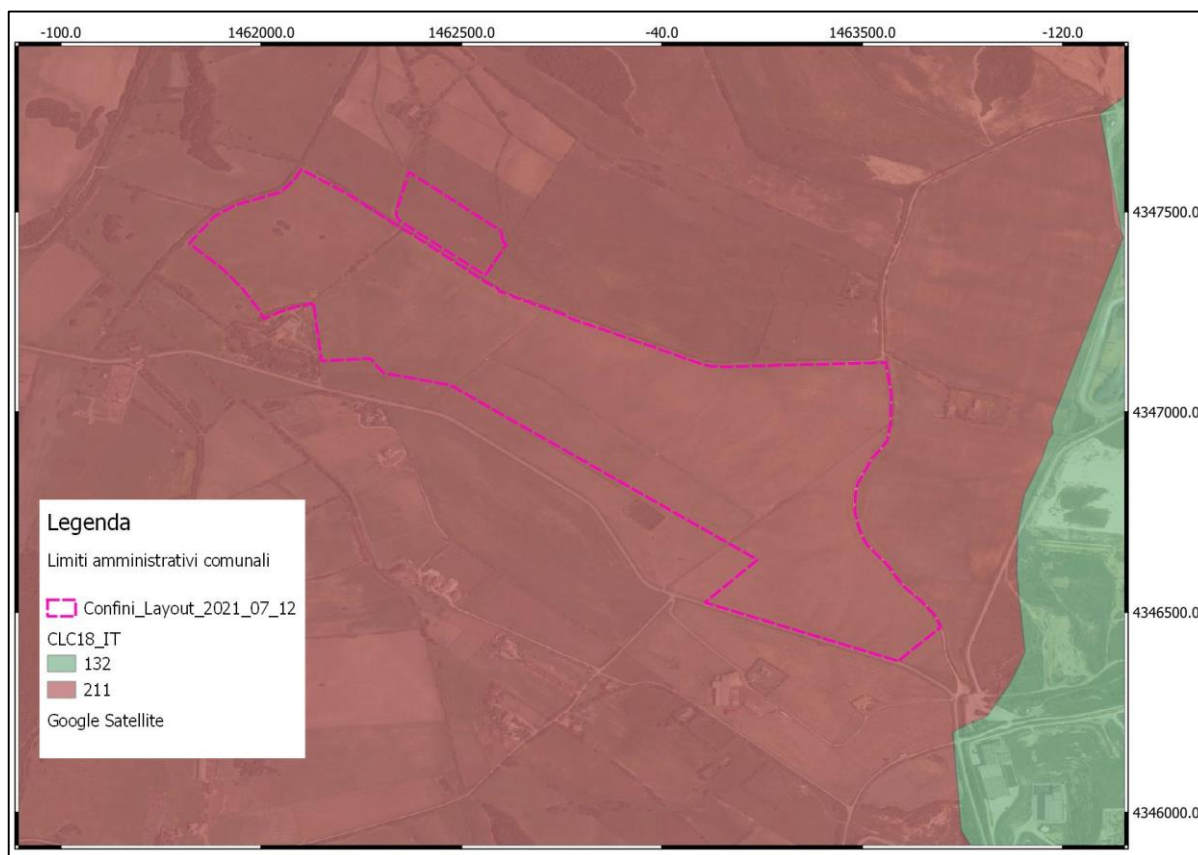 -100.0 1462000.0 1462500.0 -40.0 1463500.0 -120.0
4347500.0
4347000.0
4346500.0
4346000.0
Legenda
Limiti amministrativi comunali
Confini_Layout_2021_07_12
CLC18_IT
132
211
Google Satellite